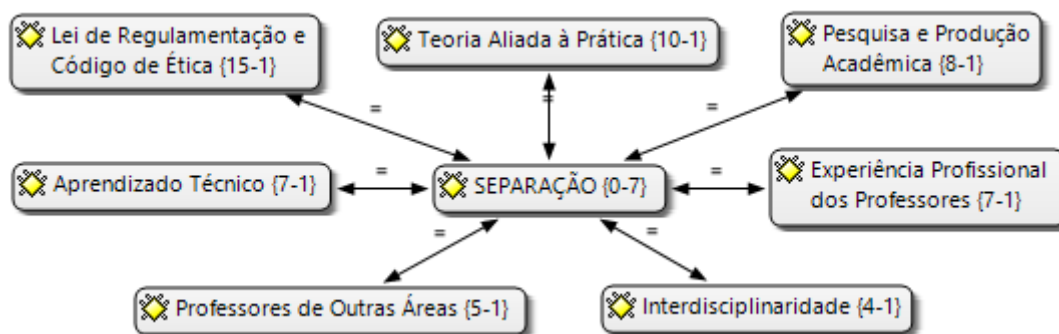 Lei de Regulamentação e
Código de Ética {15-1}
Teoria Aliada à Prática {10-1}
Pesquisa e Produção
Acadêmica {8-1}
=
=
=
Aprendizado Técnico {7-1}
=
SEPARAÇÃO {0-7}
=
Experiência Profissional
dos Professores {7-1}
=
=
Professores de Outras Áreas {5-1}
Interdisciplinaridade {4-1}